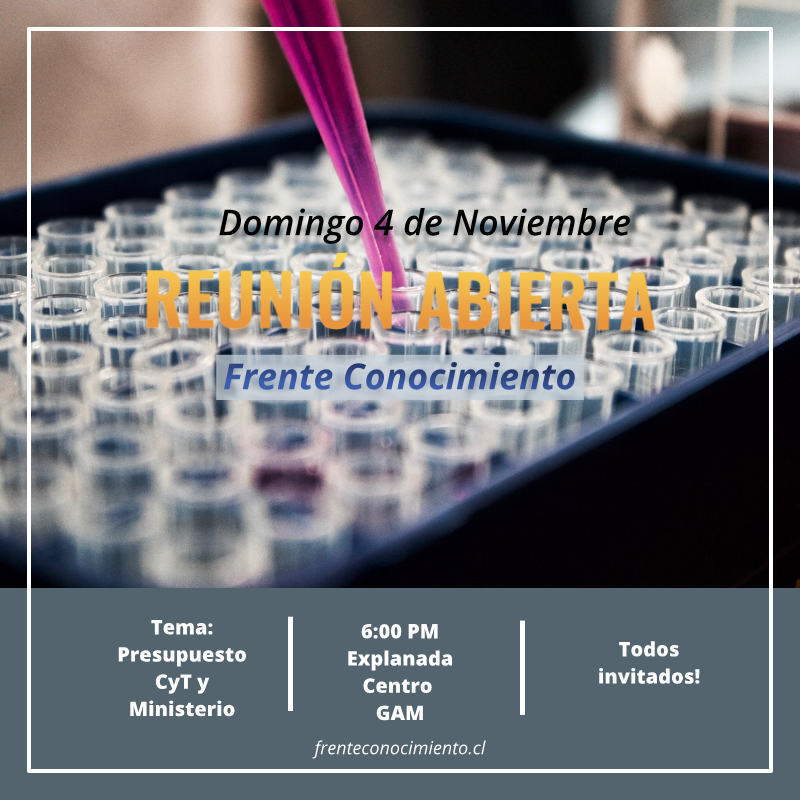 Domingo 4 de Noviembre
REUNIÓN ABIERTA
Frente Conocimiento
Tema:
Presupuesto
CyT y
Ministerio
6:00 PM
Explanada
Centro
GAM
Todos
invitados!
frenteconocimiento.cl